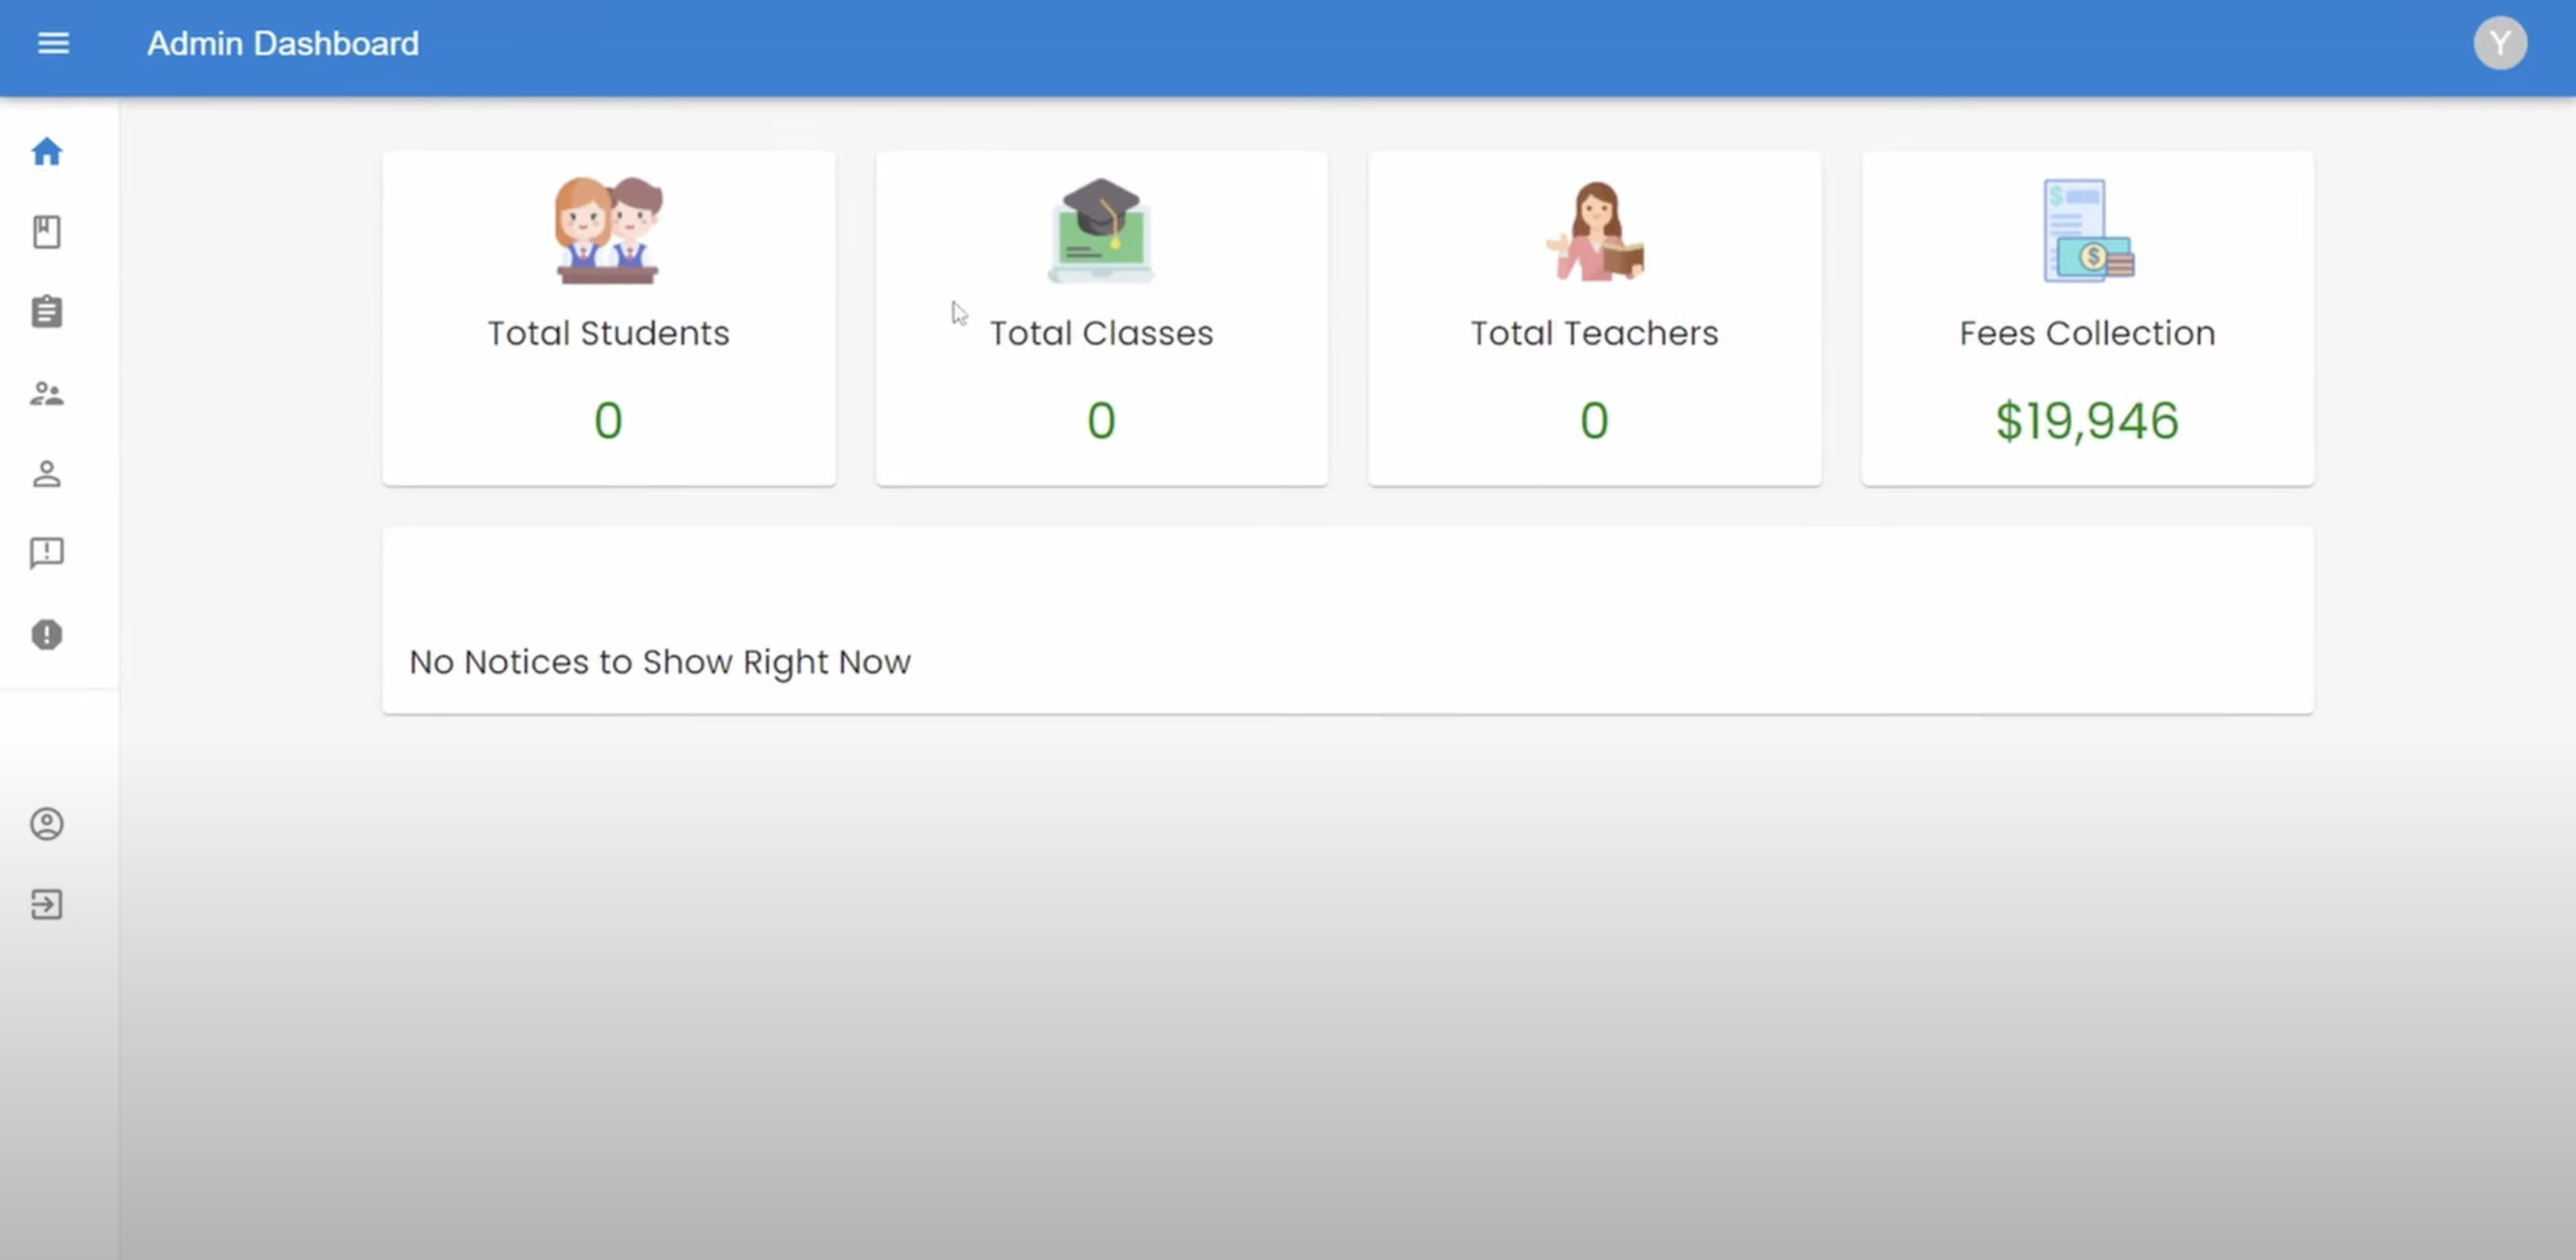 Admin Dashboard
Y
Total Students
0
Total Classes
0
Total Teachers
0
Fees Collection
$19,946
No Notices to Show Right Now